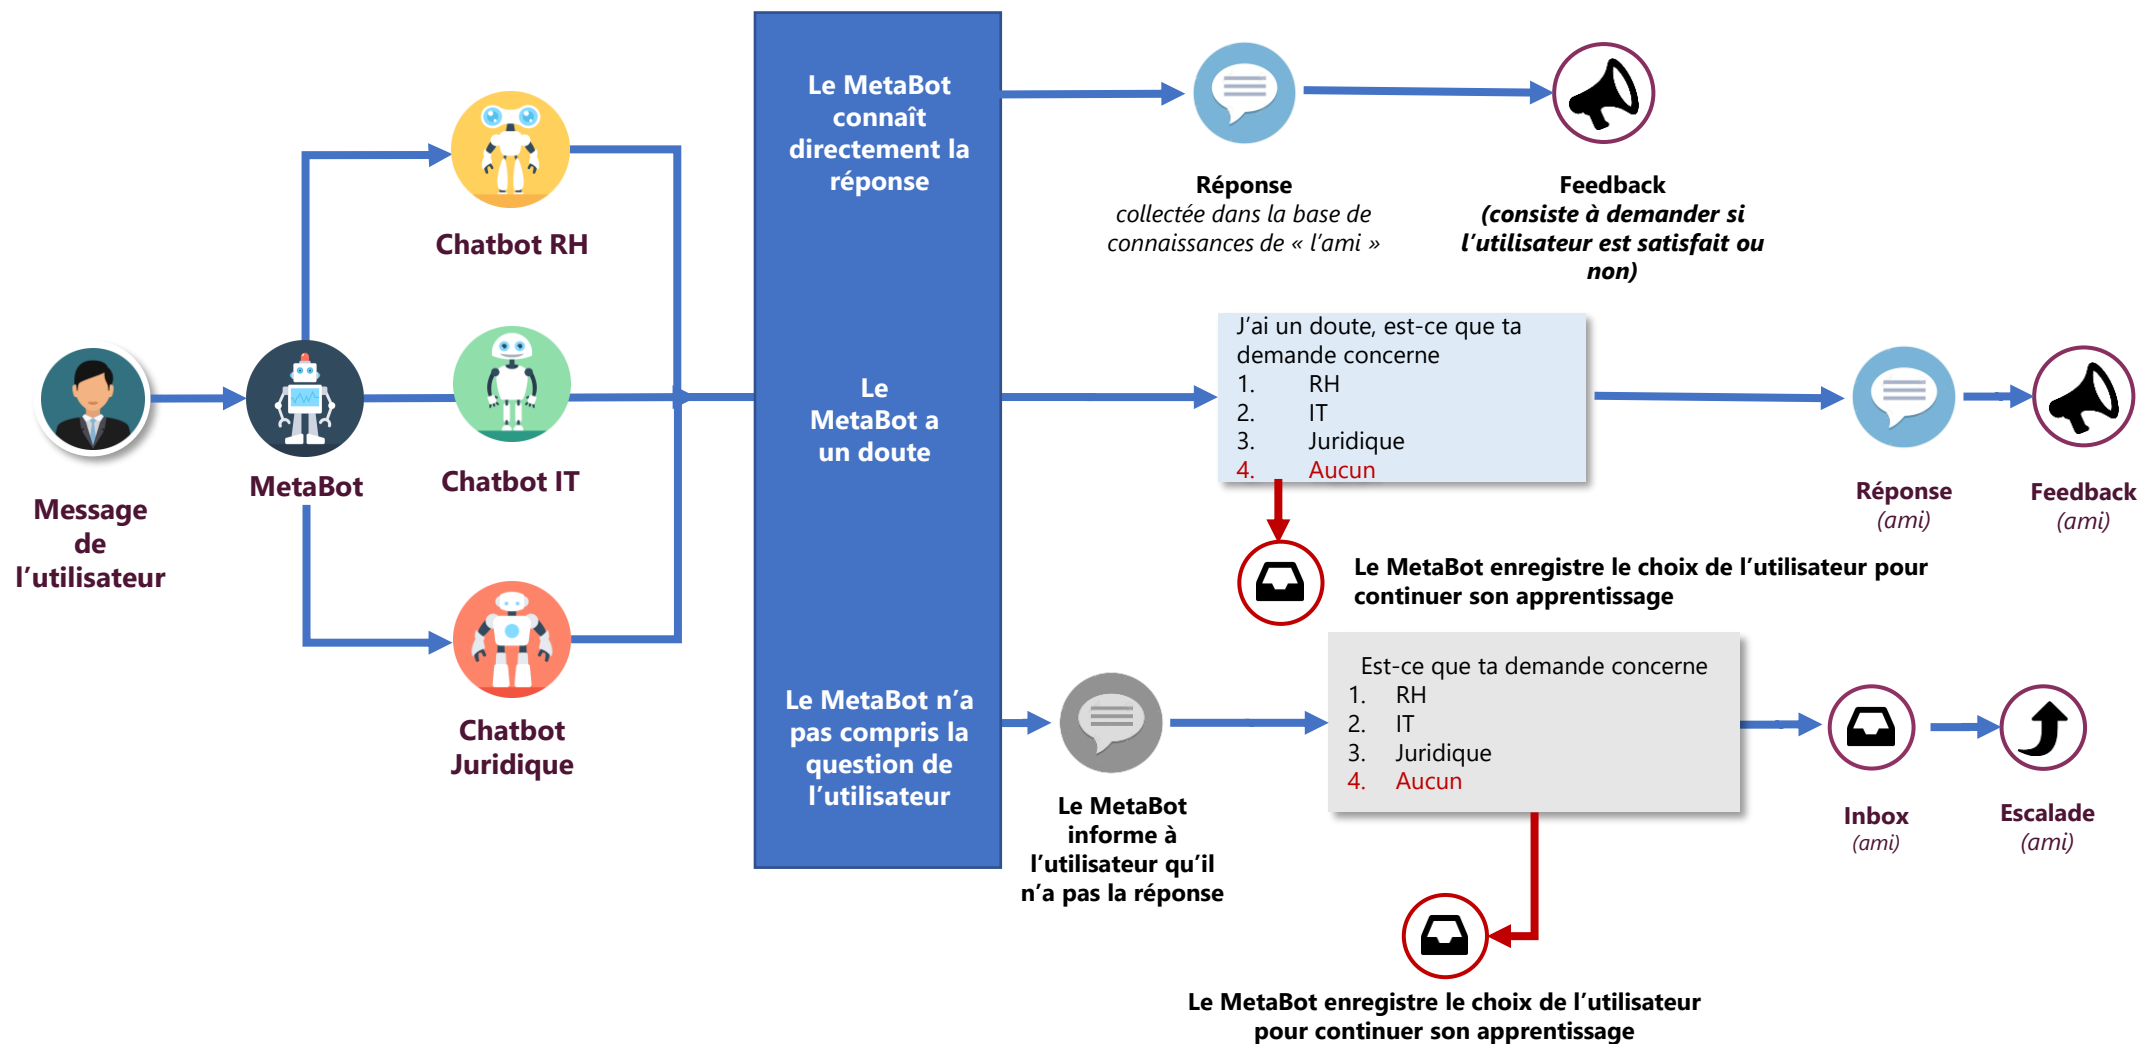 Message
de
l’utilisateur
MetaBot
Chatbot RH
Chatbot IT
Chatbot
Juridique
Le MetaBot
connaît
directement la
réponse
Réponse
collectée dans la base de
connaissances de « l’ami »
Feedback
(consiste à demander si
l’utilisateur est satisfait ou
non)
Le
MetaBot a
un doute
J’ai un doute, est-ce que ta
demande concerne
1. RH
2. IT
3. Juridique
4. Aucun
Réponse
(ami)
Feedback
(ami)
Le MetaBot enregistre le choix de l’utilisateur pour
continuer son apprentissage
Le MetaBot n’a
pas compris la
question de
l’utilisateur
Le MetaBot
informe à
l’utilisateur qu’il
n’a pas la réponse
Est-ce que ta demande concerne
1. RH
2. IT
3. Juridique
4. Aucun
Inbox
(ami)
Escalade
(ami)
Le MetaBot enregistre le choix de l’utilisateur
pour continuer son apprentissage